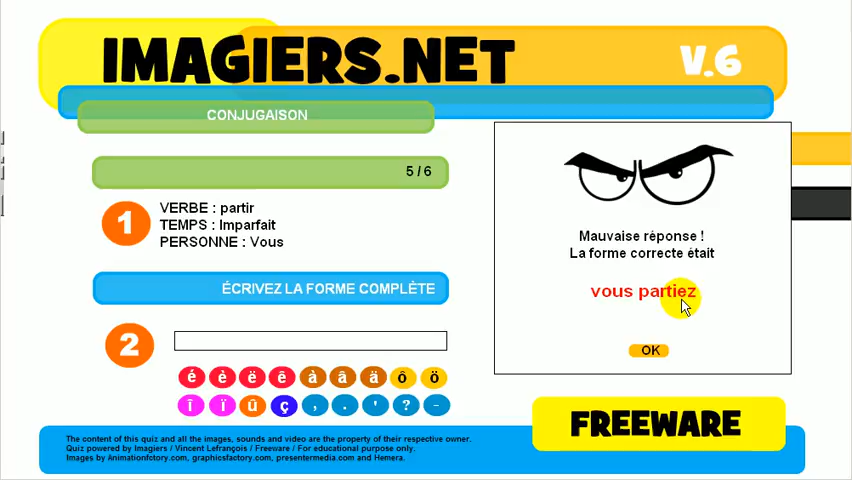 IMAGIERS.NET
V.6
CONJUGAISON
5 / 6
1
VERBE : partir
TEMPS : Imparfait
PERSONNE : Vous
ÉCRIVEZ LA FORME COMPLÈTE
2
é è ë ê à â ä ô ö
î ï û ç , . ' ? -
Mauvaise réponse !
La forme correcte était
vous partiez
OK
FREEWARE
The content of this quiz and all the images, sounds and video are the property of their respective owner.
Quiz powered by Imagiers / Vincent Lefrançois / Freeware / For educational purpose only.
Images by Animationfctory.com, graphicsfactory.com, presentermedia.com and Hemera.